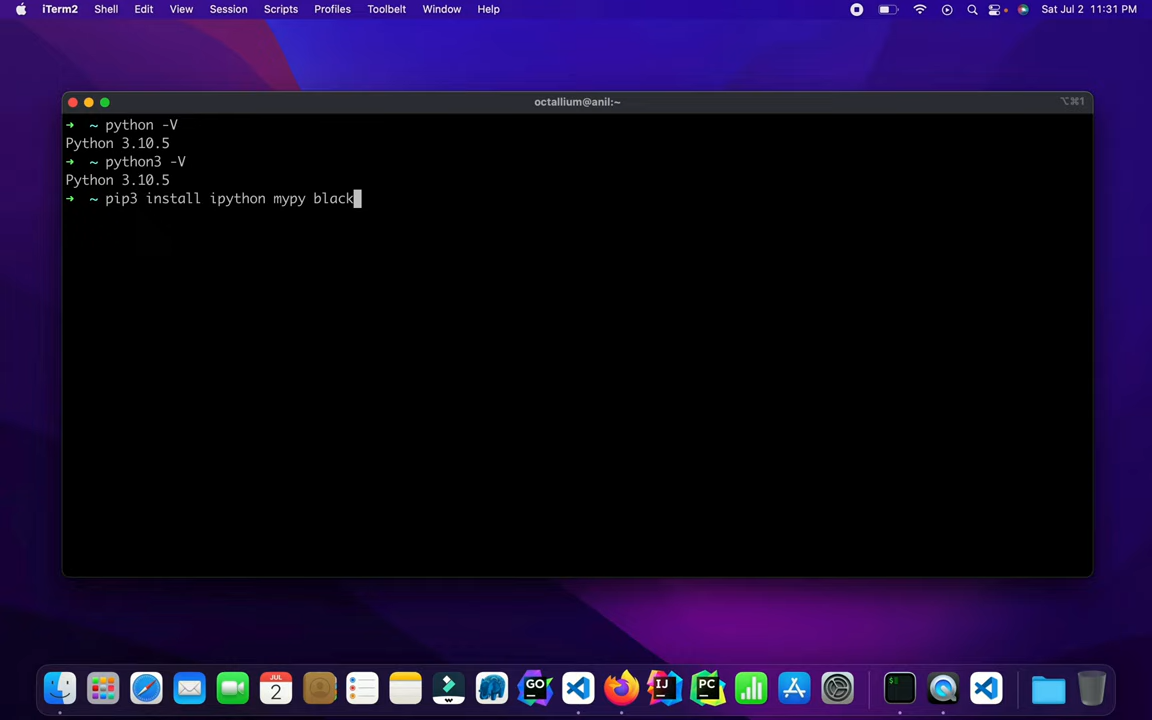 iTerm2 Shell Edit View Session Scripts Profiles Toolbelt Window Help Sat Jul 2 11:31 PM
octallium@anil:~ ⌥⌘1
➜ ~ python -V
Python 3.10.5
➜ ~ python3 -V
Python 3.10.5
➜ ~ pip3 install ipython mypy black
JUL
2
GO
IJ
PC
$